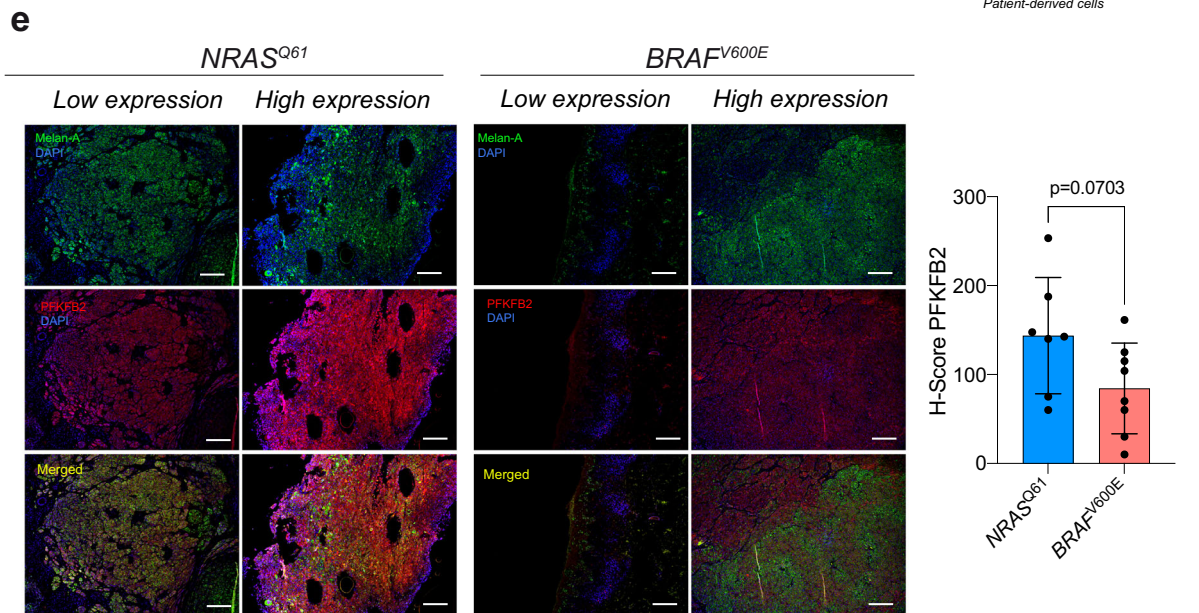 Patient-derived cells
e
NRASQ61
BRAFV600E
Low expression
High expression
Low expression
High expression
Melan-A
DAPI
Melan-A
DAPI
PFKFB2
DAPI
PFKFB2
DAPI
Merged
Merged
p=0.0703
300
200
100
0
H-Score PFKFB2
NRASQ61
BRAFV600E